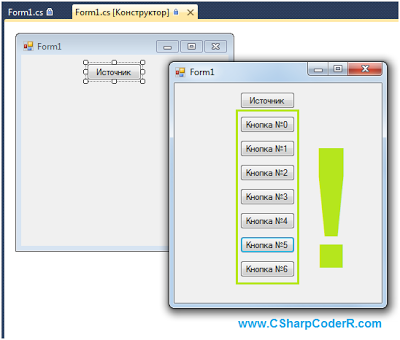 Form1.cs
Form1.cs [Конструктор]
Form1
Источник
Form1
Источник
Кнопка №0
Кнопка №1
Кнопка №2
Кнопка №3
Кнопка №4
Кнопка №5
Кнопка №6
!
www.CSharpCoderR.com